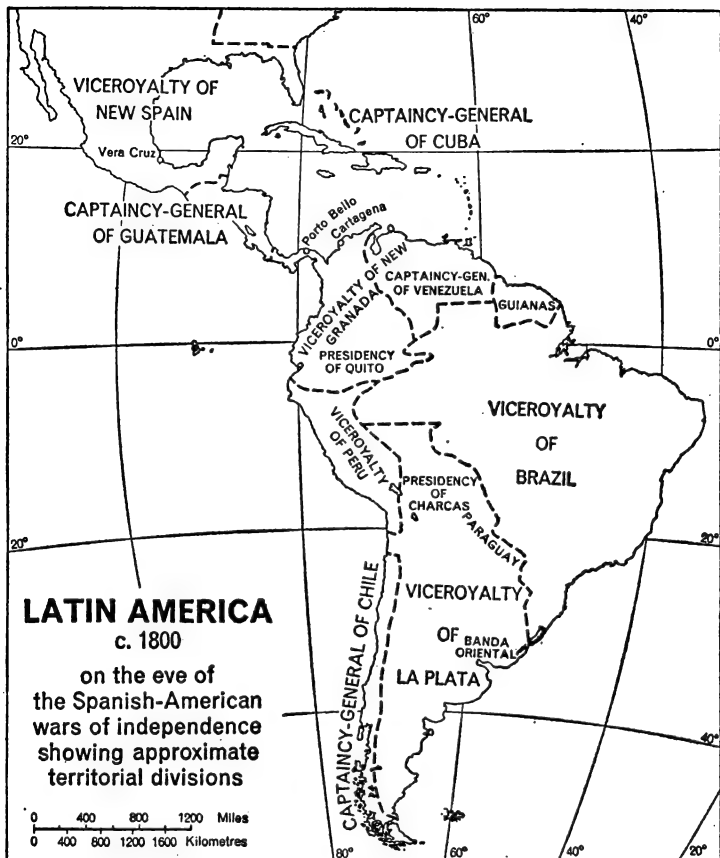 60°
40°
VICEROYALTY OF
NEW SPAIN
CAPTAINCY-GENERAL
OF CUBA
20°
Vera Cruz
CAPTAINCY-GENERAL
OF GUATEMALA
Porto Bello
Cartagena
VICEROYALTY OF NEW
GRANADA
CAPTAINCY-GEN.
OF VENEZUELA
GUIANAS
0°
0°
PRESIDENCY
OF QUITO
VICEROYALTY
OF PERU
VICEROYALTY
OF
BRAZIL
PRESIDENCY
OF
CHARCAS
PARAGUAY
20°
20°
CAPTAINCY-GENERAL OF CHILE
VICEROYALTY
OF
LA PLATA
BANDA
ORIENTAL
LATIN AMERICA
c. 1800
on the eve of
the Spanish-American
wars of independence
showing approximate
territorial divisions
40°
0 400 800 1200 Miles
0 400 800 1200 1600 Kilometres
80°
60°
40°
20°